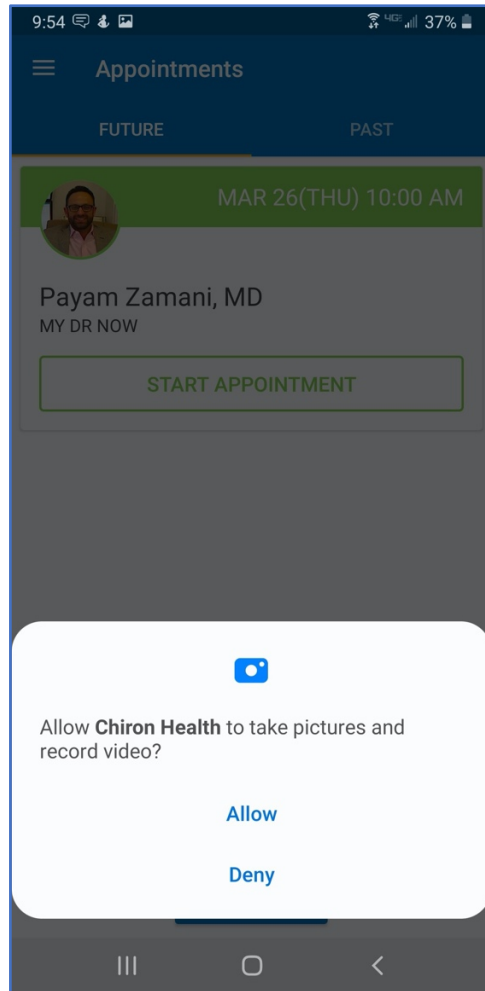 9:54 4GE 37%
Appointments
FUTURE PAST
MAR 26(THU) 10:00 AM
Payam Zamani, MD
MY DR NOW
START APPOINTMENT
Allow Chiron Health to take pictures and
record video?
Allow
Deny